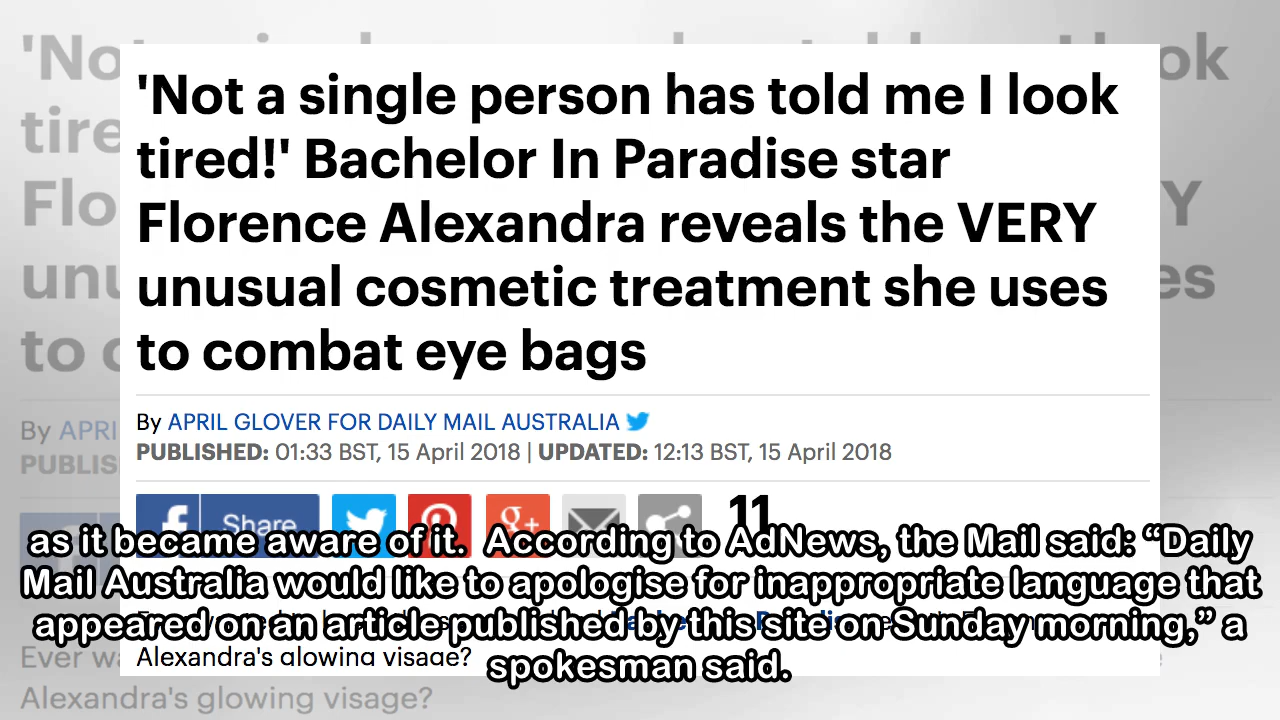 'Not a single person has told me I look
tired!' Bachelor In Paradise star
Florence Alexandra reveals the VERY
unusual cosmetic treatment she uses
to combat eye bags
By APRIL GLOVER FOR DAILY MAIL AUSTRALIA
PUBLISHED: 01:33 BST, 15 April 2018 | UPDATED: 12:13 BST, 15 April 2018
Share
11
as it became aware of it. According to AdNews, the Mail said: “Daily
Mail Australia would like to apologise for inappropriate language that
appeared on an article published by this site on Sunday morning,” a
spokesman said.
Alexandra's glowing visage?
Alexandra's glowing visage?